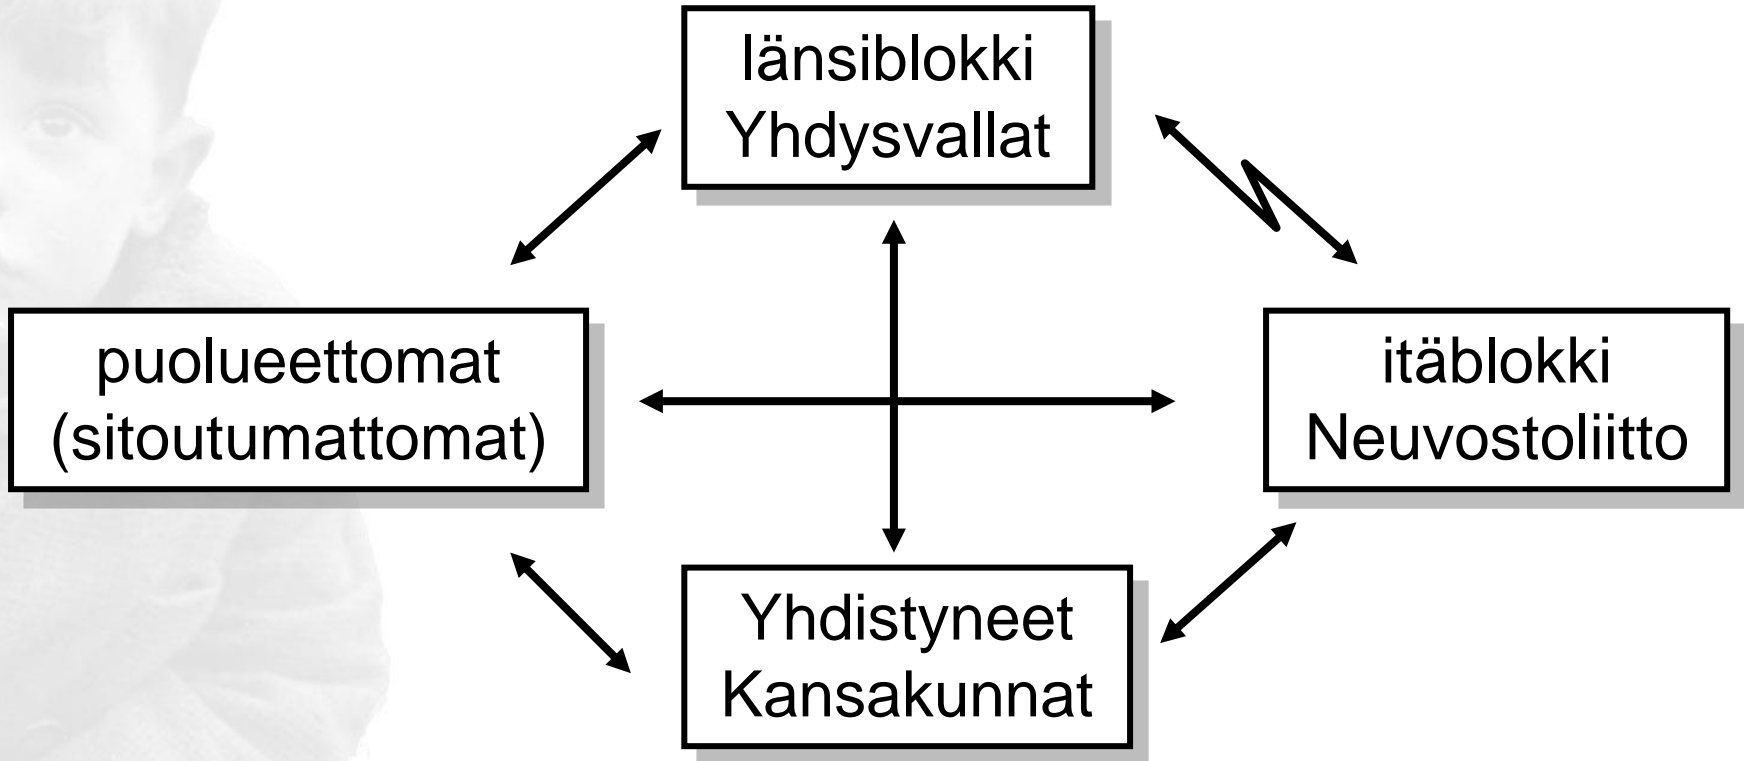 länsiblokki
Yhdysvallat
puolueettomat
(sitoutumattomat)
itäblokki
Neuvostoliitto
Yhdistyneet
Kansakunnat